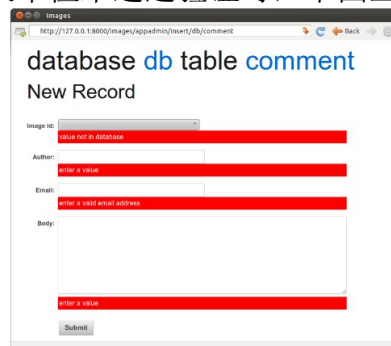 Images
http://127.0.0.1:8000/images/appadmin/insert/db/comment Back
database db table comment
New Record
Image Id:
value not in database
Author:
enter a value
Email:
enter a valid email address
Body:
enter a value
Submit